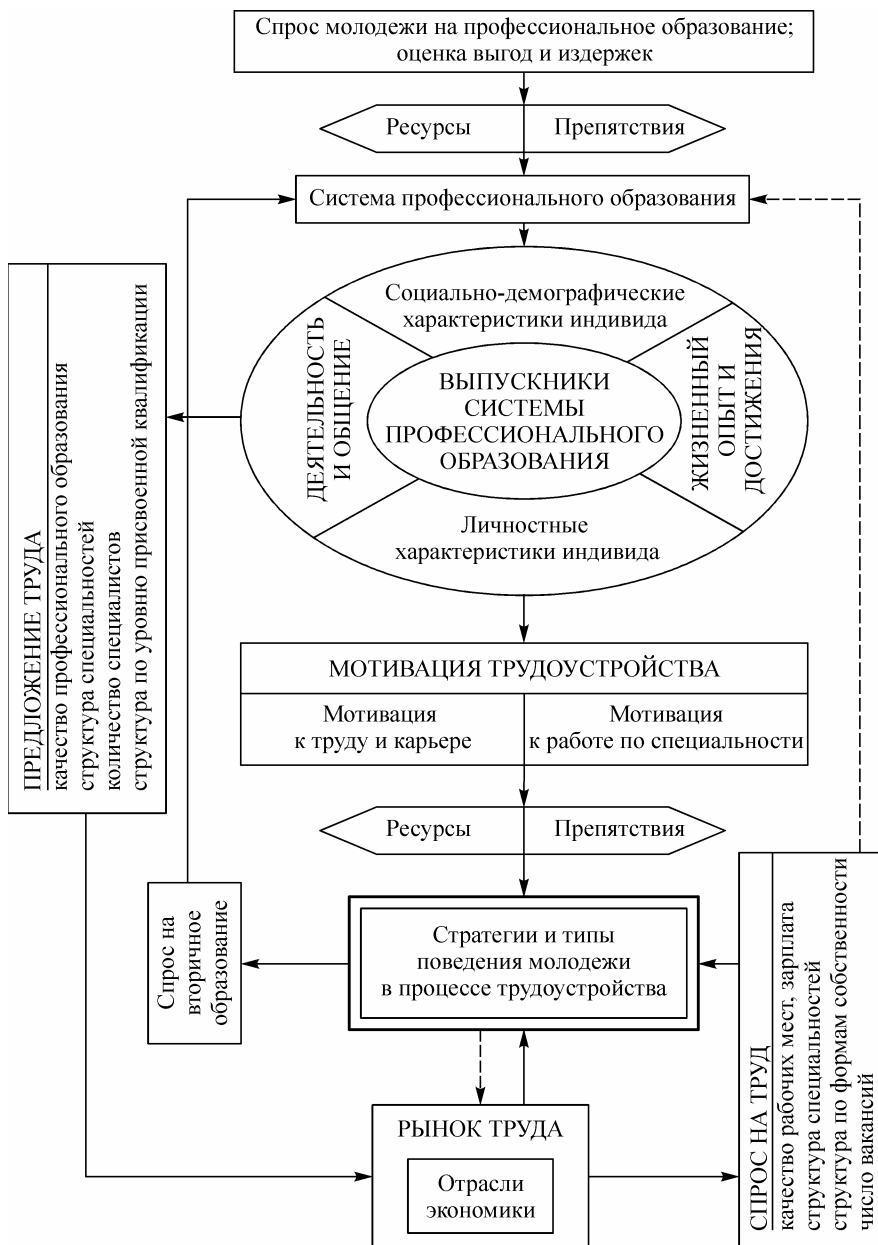 Спрос молодежи на профессиональное образование;
оценка выгод и издержек
Ресурсы
Препятствия
Система профессионального образования
Социально-демографические
характеристики индивида
ДЕЯТЕЛЬНОСТЬ
И ОБЩЕНИЕ
ВЫПУСКНИКИ
СИСТЕМЫ
ПРОФЕССИОНАЛЬНОГО
ОБРАЗОВАНИЯ
ЖИЗНЕННЫЙ
ОПЫТ И
ДОСТИЖЕНИЯ
Личностные
характеристики индивида
ПРЕДЛОЖЕНИЕ ТРУДА
качество профессионального образования
структура специальностей
количество специалистов
структура по уровню присвоенной квалификации
МОТИВАЦИЯ ТРУДОУСТРОЙСТВА
Мотивация
к труду и карьере
Мотивация
к работе по специальности
Ресурсы
Препятствия
Спрос на
вторичное
образование
Стратегии и типы
поведения молодежи
в процессе трудоустройства
СПРОС НА ТРУД
качество рабочих мест, зарплата
структура специальностей
структура по формам собственности
число вакансий
РЫНОК ТРУДА
Отрасли
экономики